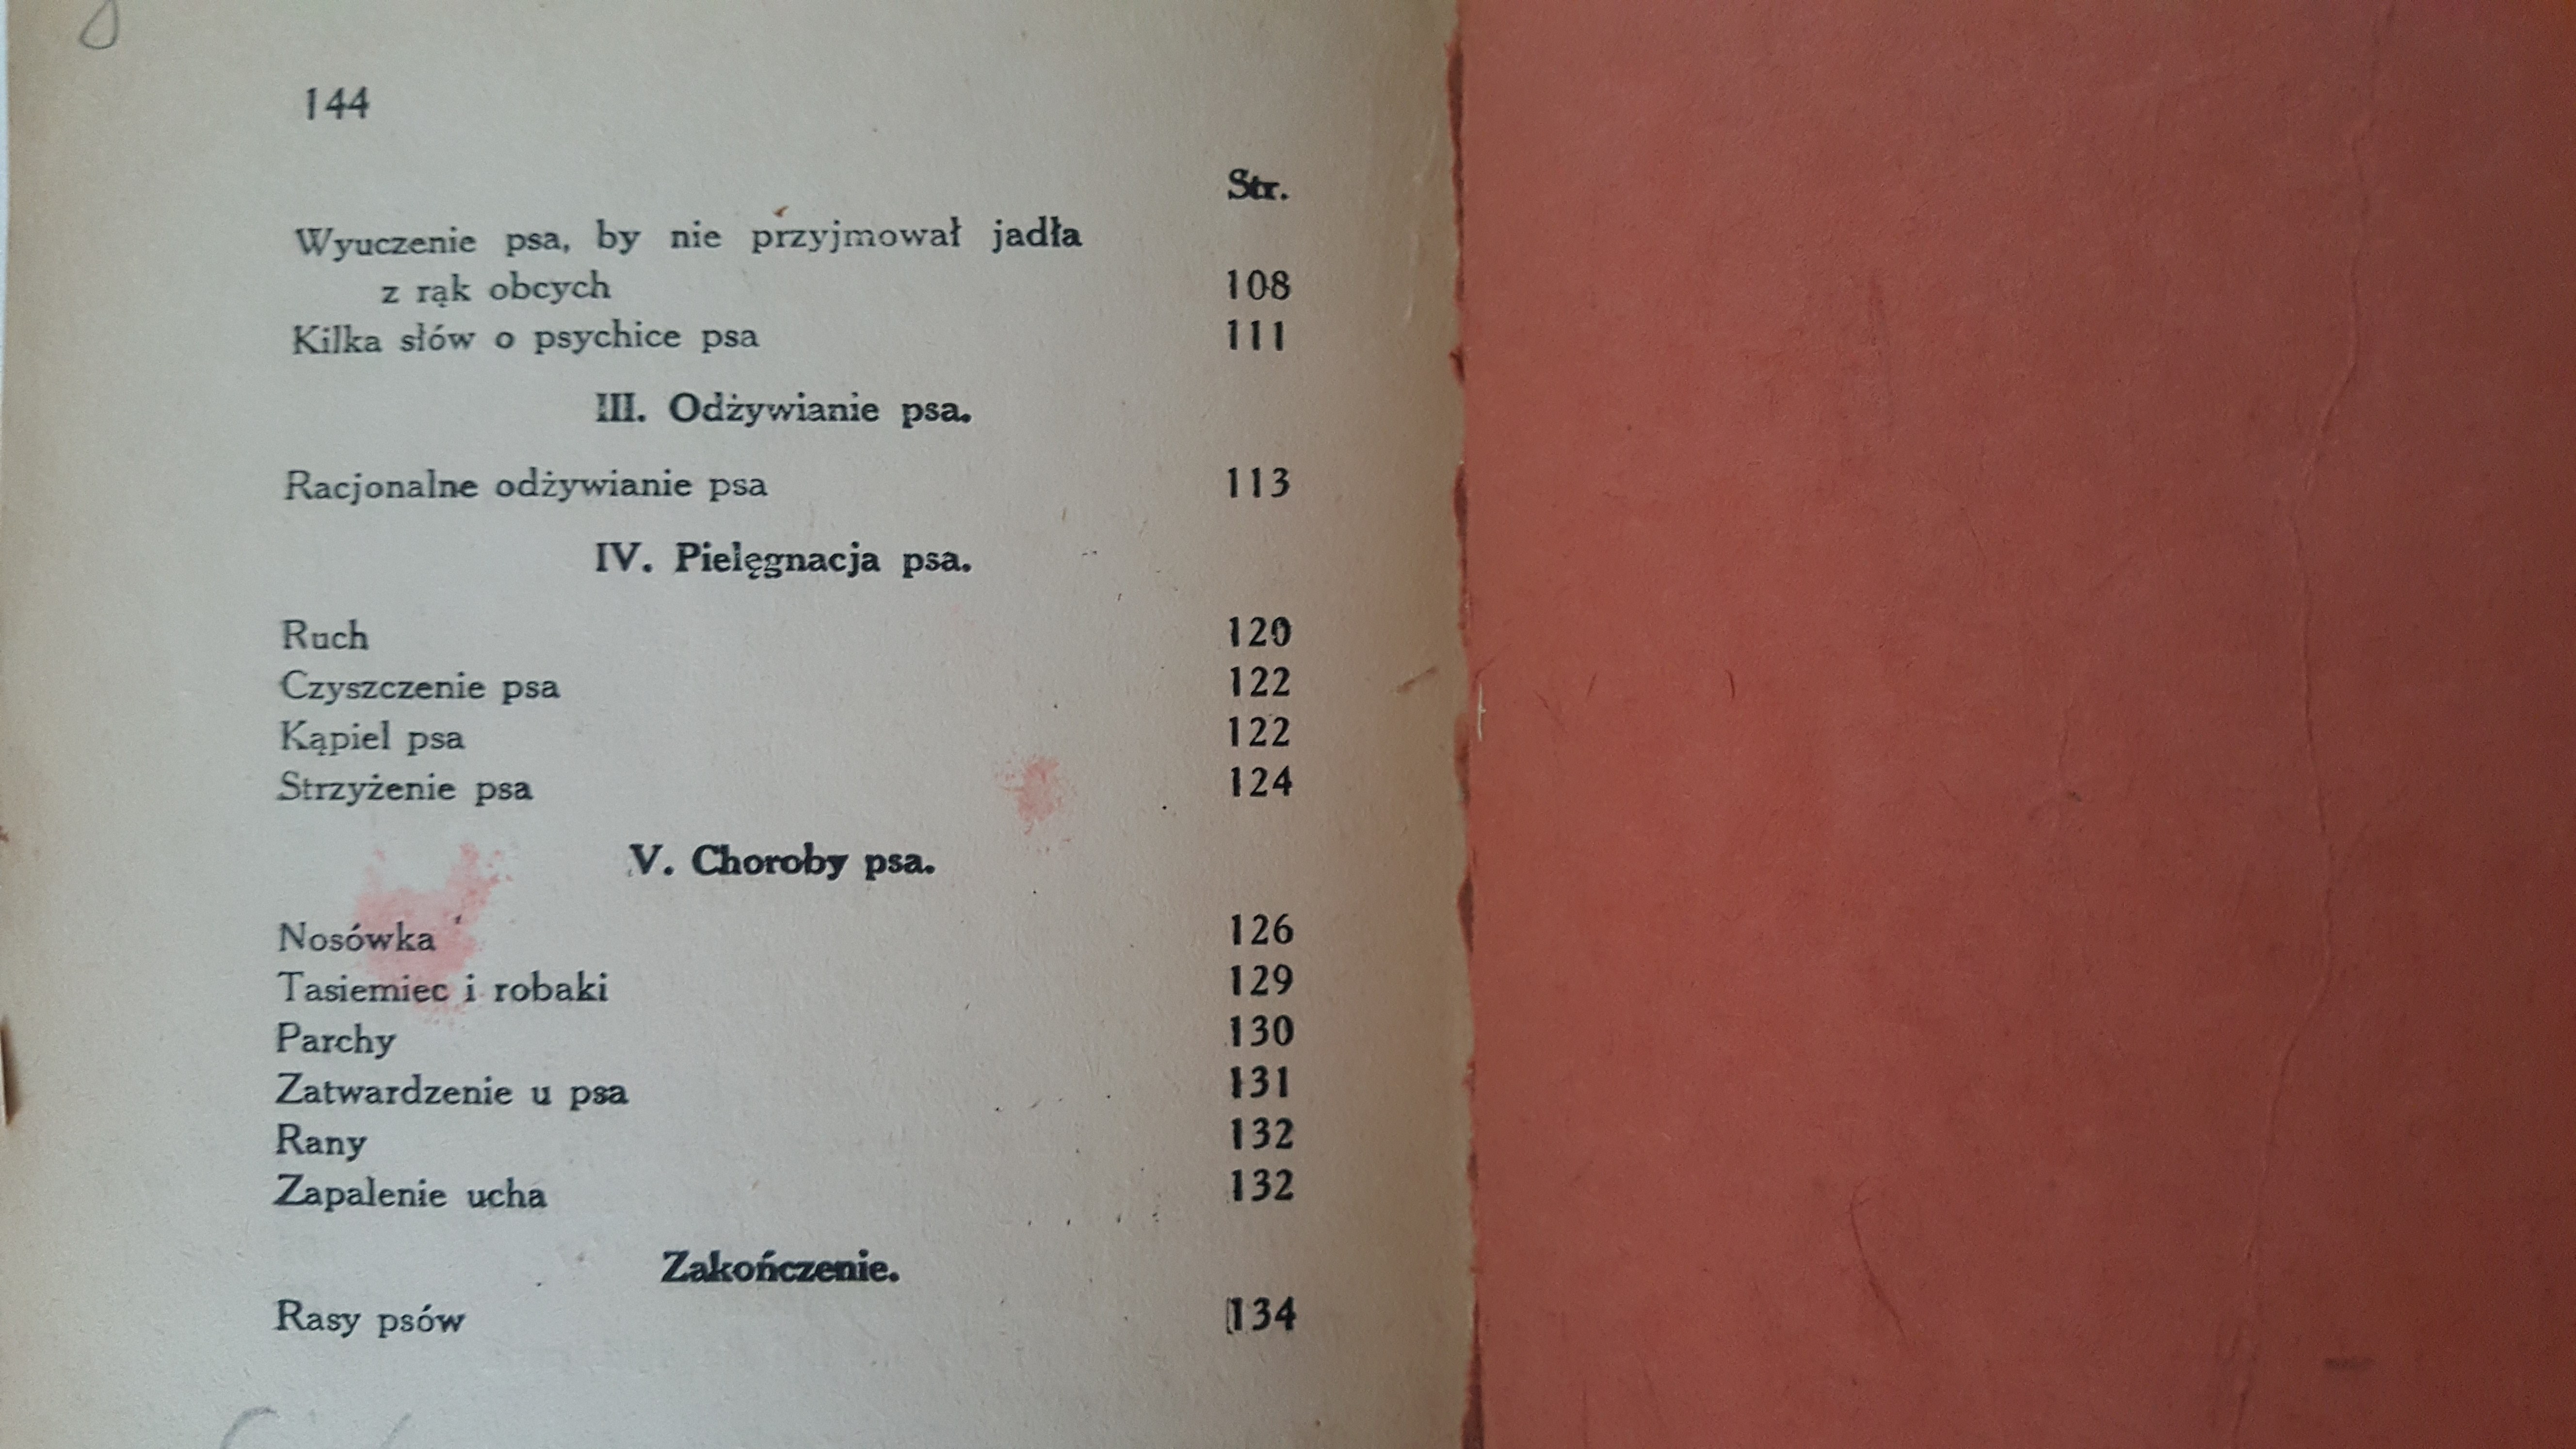 144
Str.
Wyuczenie psa, by nie przyjmował jadła
z rąk obcych 108
Kilka słów o psychice psa 111
III. Odżywianie psa.
Racjonalne odżywianie psa 113
IV. Pielęgnacja psa.
Ruch 120
Czyszczenie psa 122
Kąpiel psa 122
Strzyżenie psa 124
V. Choroby psa.
Nosówka 126
Tasiemiec i robaki 129
Parchy 130
Zatwardzenie u psa 131
Rany 132
Zapalenie ucha 132
Zakończenie.
Rasy psów 134